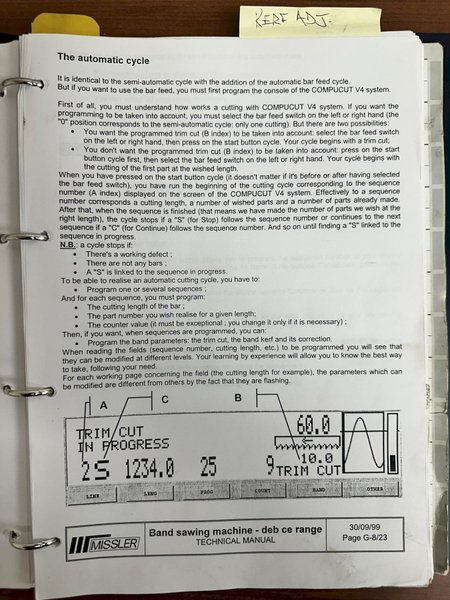 KERF ADJ.
The automatic cycle
It is identical to the semi-automatic cycle with the addition of the automatic bar feed cycle.
But if you want to use the bar feed, you must first program the console of the COMPUCUT V4 system.
First of all, you must understand how works a cutting with COMPUCUT V4 system. If you want the
programming to be taken into account, you must select the bar feed switch on the left or right hand (the
"0" position corresponds to the semi-automatic cycle: only one cutting). But there are two possibilities:
• You want the programmed trim cut (B index) to be taken into account: select the bar feed switch
on the left or right hand, then press on the start button cycle. Your cycle begins with a trim cut;
• You don't want the programmed trim cut (B index) to be taken into account: press on the start
button cycle first, then select the bar feed switch on the left or right hand. Your cycle begins with
the cutting of the first part at the wished length.
When you have pressed on the start button cycle (it doesn't matter if it's before or after having selected
the bar feed switch), you have run the beginning of the cutting cycle corresponding to the sequence
number (A index) displayed on the screen of the COMPUCUT V4 system. Effectively to a sequence
number corresponds a cutting length, a number of wished parts and a number of parts already made.
After that, when the sequence is finished (that means we have made the number of parts we wish at the
right length), the cycle stops if a "S" (for Stop) follows the sequence number or continues to the next
sequence if a "C" (for Continue) follows the sequence number. And so on until finding a "S" linked to the
sequence in progress.
N.B.: a cycle stops if:
• There's a working defect ;
• There are not any bars ;
• A "S" is linked to the sequence in progress.
To be able to realise an automatic cutting cycle, you have to:
• Program one or several sequences ;
And for each sequence, you must program:
• The cutting length of the bar ;
• The part number you wish realise for a given length;
• The counter value (it must be exceptional ; you change it only if it is necessary) ;
Then, if you want, when sequences are programmed, you can:
• Program the band parameters: the trim cut, the band kerf and its correction.
When reading the fields (sequence number, cutting length, etc.) to be programmed you will see that
they can be modified at different levels. Your learning by experience will allow you to know the best way
to take, following your need.
For each working page concerning the field (the cutting length for example), the parameters which can
be modified are different from others by the fact that they are flashing.
A C B
TRIM CUT 60.0
IN PROGRESS
2S 1234.0 25 9 10.0
TRIM CUT
LINE LENG PROG COUNT BAND OTHER
MISSLER
Band sawing machine - deb ce range
TECHNICAL MANUAL
30/09/99
Page G-8/23